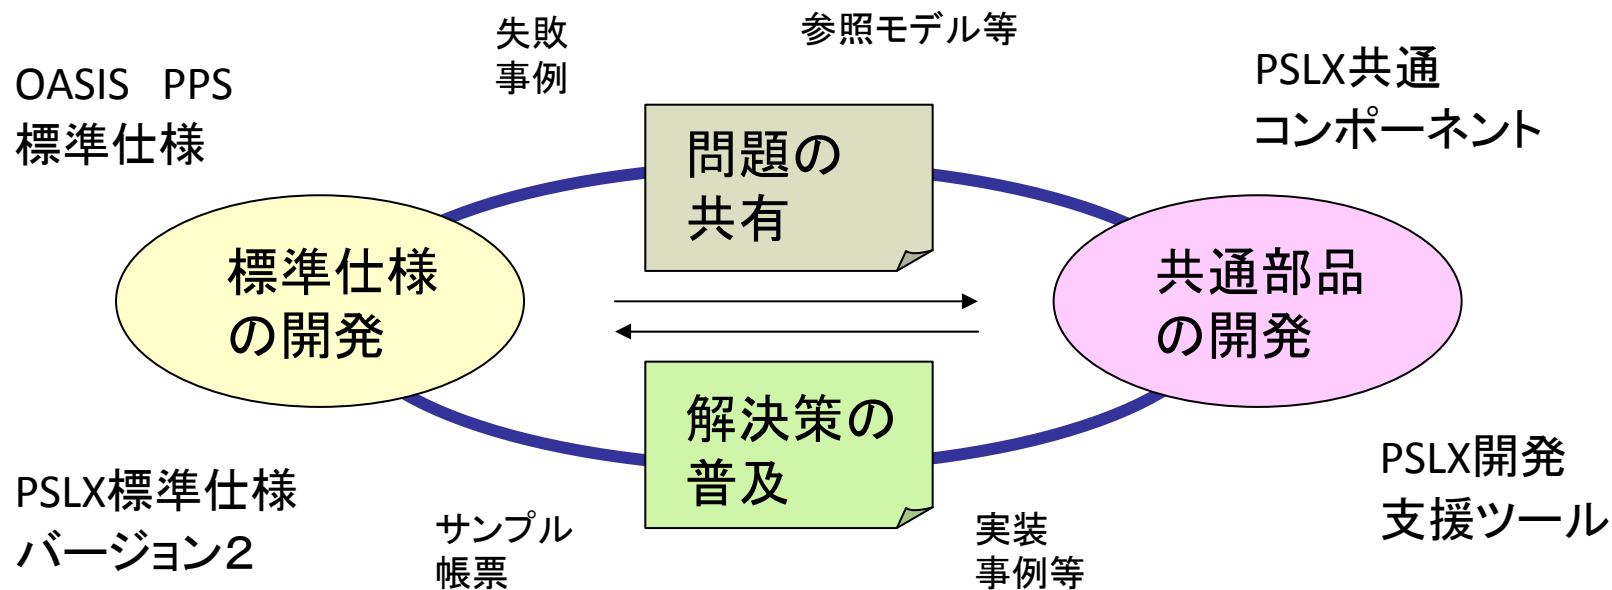 失敗
事例
参照モデル等
OASIS　PPS
標準仕様
PSLX共通
コンポーネント
問題の
共有
標準仕様
の開発
共通部品
の開発
解決策の
普及
PSLX標準仕様
バージョン２
サンプル
帳票
実装
事例等
PSLX開発
支援ツール